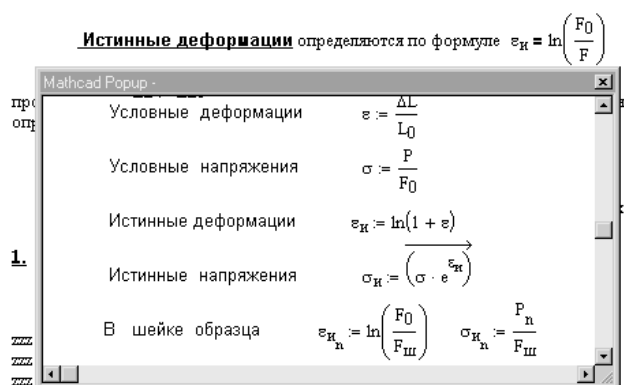 Истинные деформации определяются по формуле εи = ln(F0/F)
Mathcad Popup -
Условные деформации ε := ΔL/L0
Условные напряжения σ := P/F0
Истинные деформации εи := ln(1 + ε)
Истинные напряжения σи := (σ · e^εи)
В шейке образца εиn := ln(F0/Fш) σиn := Pn/Fш
1.